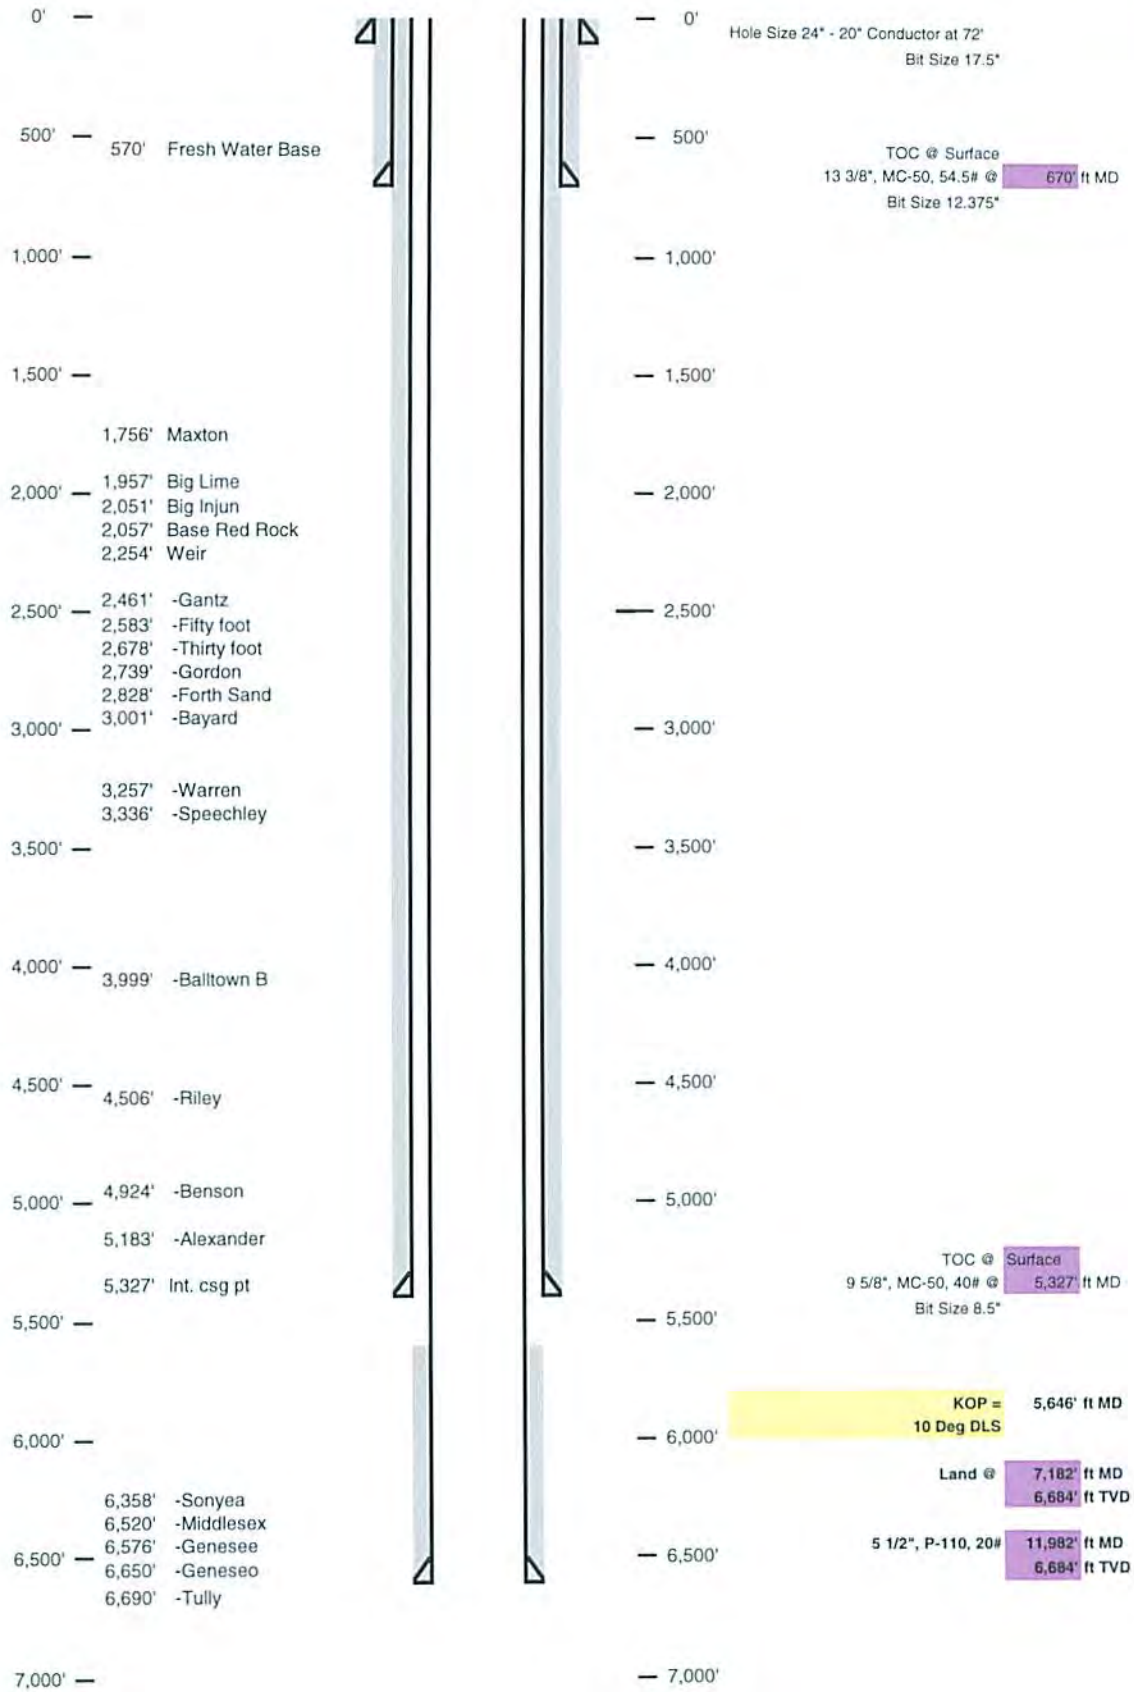 0'
500'
570' Fresh Water Base
1,000'
1,500'
1,756' Maxton
1,957' Big Lime
2,000'
2,051' Big Injun
2,057' Base Red Rock
2,254' Weir
2,461' -Gantz
2,500'
2,583' -Fifty foot
2,678' -Thirty foot
2,739' -Gordon
2,828' -Forth Sand
3,001' -Bayard
3,000'
3,257' -Warren
3,336' -Speechley
3,500'
4,000'
3,999' -Balltown B
4,500'
4,506' -Riley
4,924' -Benson
5,000'
5,183' -Alexander
5,327' Int. csg pt
5,500'
6,000'
6,358' -Sonyea
6,520' -Middlesex
6,576' -Genesee
6,500'
6,650' -Geneseo
6,690' -Tully
7,000'
0'
500'
1,000'
1,500'
2,000'
2,500'
3,000'
3,500'
4,000'
4,500'
5,000'
5,500'
6,000'
6,500'
7,000'
Hole Size 24" - 20" Conductor at 72'
Bit Size 17.5"
TOC @ Surface
13 3/8", MC-50, 54.5# @ 670' ft MD
Bit Size 12.375"
TOC @ Surface
9 5/8", MC-50, 40# @ 5,327' ft MD
Bit Size 8.5"
KOP = 5,646' ft MD
10 Deg DLS
Land @ 7,182' ft MD
6,684' ft TVD
5 1/2", P-110, 20# 11,982' ft MD
6,684' ft TVD